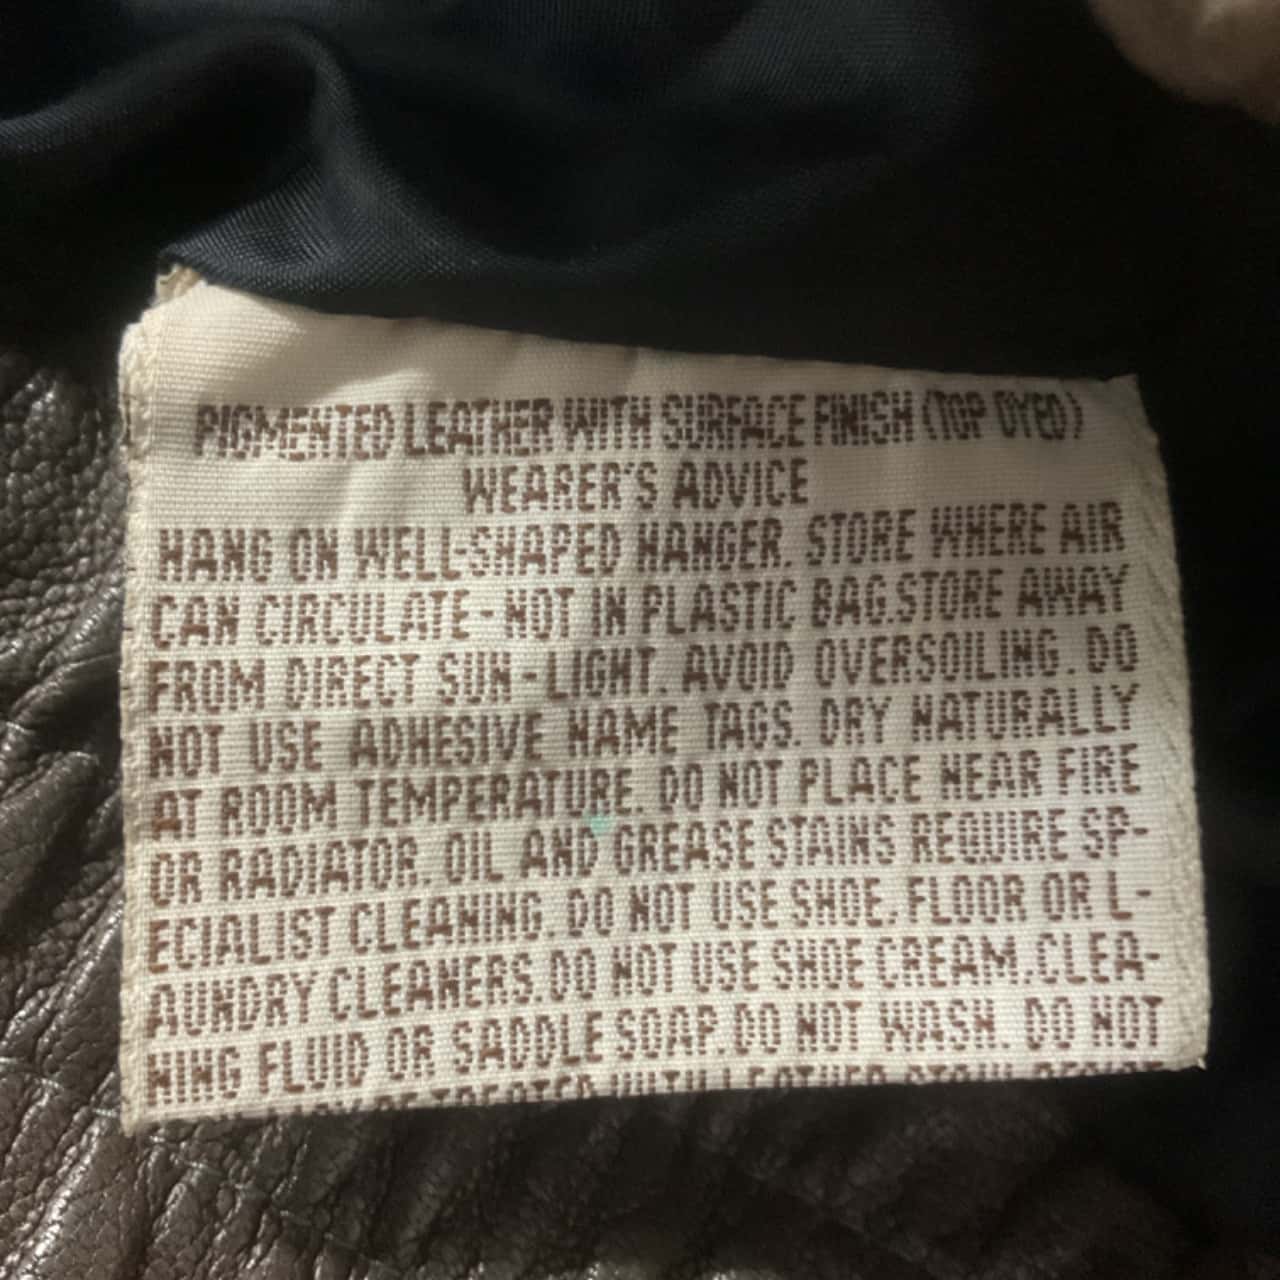 PIGMENTED LEATHER WITH SURFACE FINISH (TOP DYED)
WEARER'S ADVICE
HANG ON WELL-SHAPED HANGER. STORE WHERE AIR
CAN CIRCULATE - NOT IN PLASTIC BAG.STORE AWAY
FROM DIRECT SUN - LIGHT. AVOID OVERSOILING. DO
NOT USE ADHESIVE NAME TAGS. DRY NATURALLY
AT ROOM TEMPERATURE. DO NOT PLACE NEAR FIRE
OR RADIATOR. OIL AND GREASE STAINS REQUIRE SP-
ECIALIST CLEANING. DO NOT USE SHOE, FLOOR OR L-
AUNDRY CLEANERS. DO NOT USE SHOE CREAM,CLEA-
NING FLUID OR SADDLE SOAP. DO NOT WASH. DO NOT
TREATED WITH LEATHER